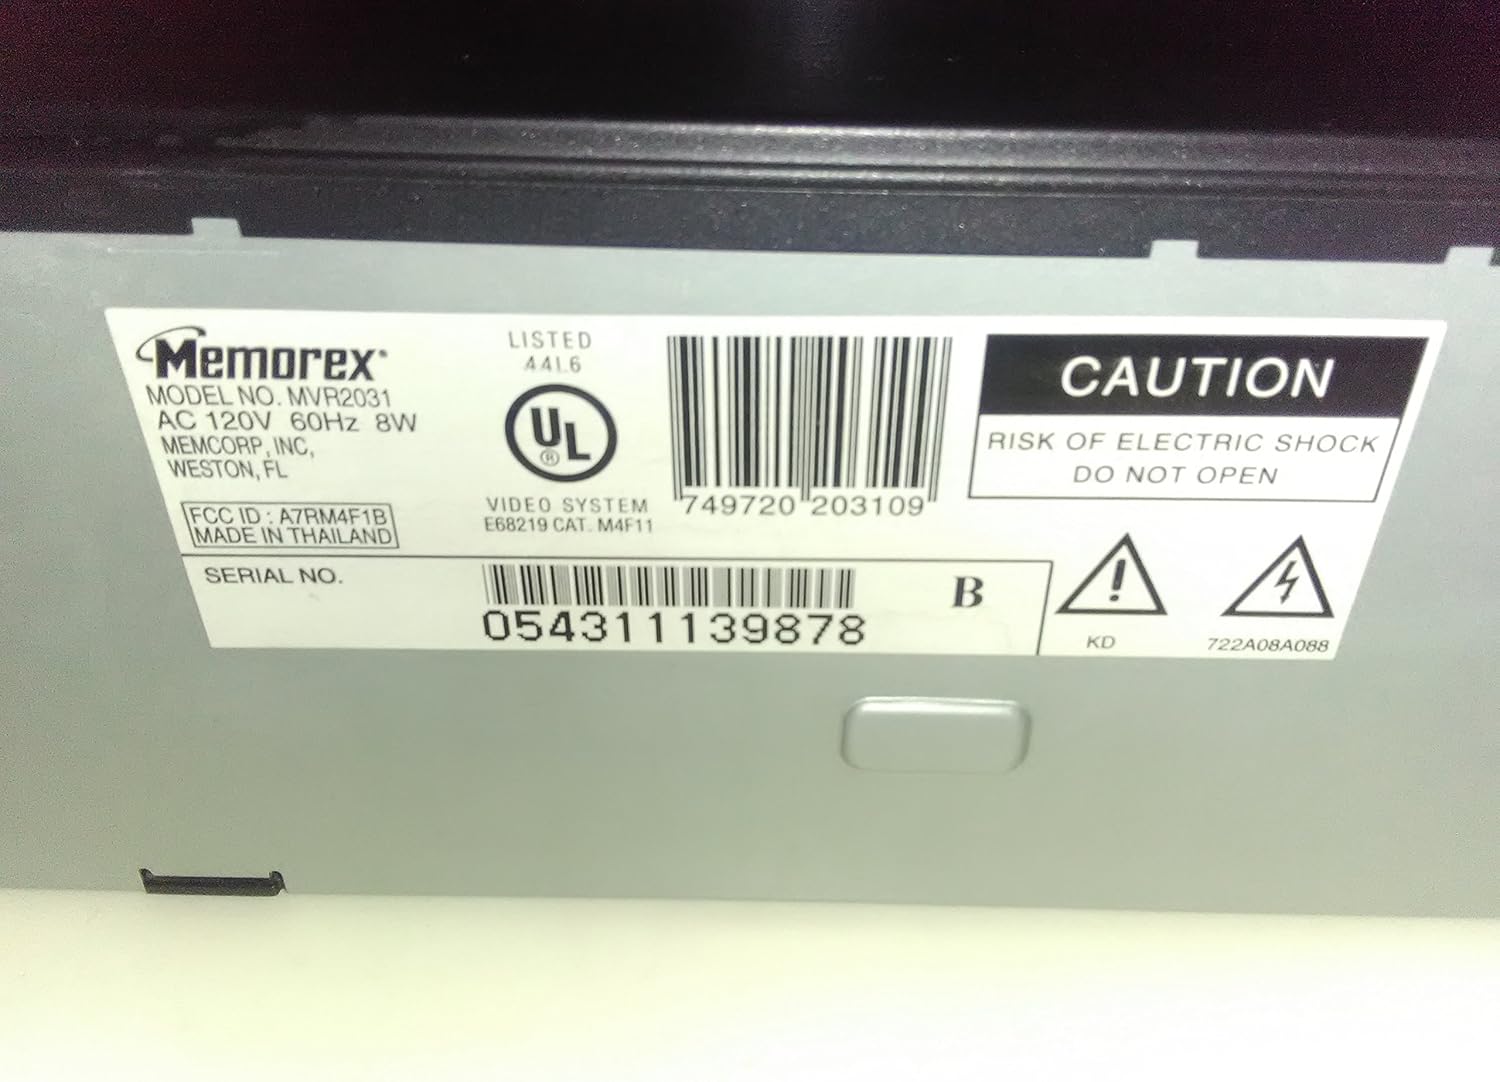 Memorex
MODEL NO. MVR2031
AC 120V 60Hz 8W
MEMCORP, INC,
WESTON, FL
FCC ID : A7RM4F1B
MADE IN THAILAND
LISTED
44L6
UL
®
VIDEO SYSTEM
E68219 CAT. M4F11
749720 203109
CAUTION
RISK OF ELECTRIC SHOCK
DO NOT OPEN
SERIAL NO.
054311139878
B
!
KD
722A08A088